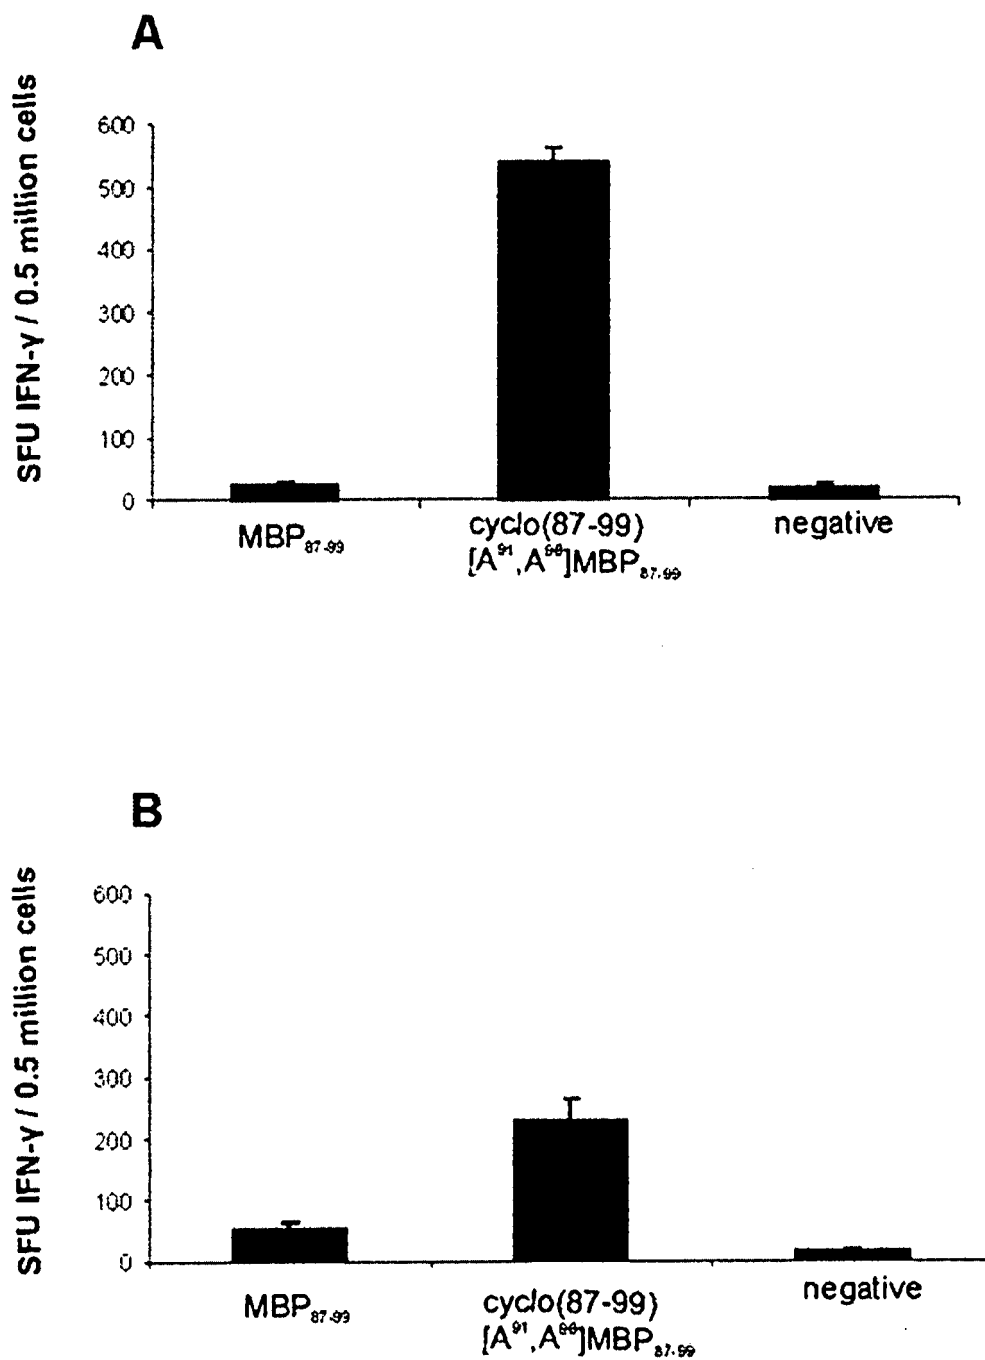 A
SFU IFN-γ / 0.5 million cells
600
500
400
300
200
100
0
MBP87-99
cyclo(87-99)
[A91,A96]MBP87-99
negative
B
SFU IFN-γ / 0.5 million cells
600
500
400
300
200
100
0
MBP87-99
cyclo(87-99)
[A91,A96]MBP87-99
negative